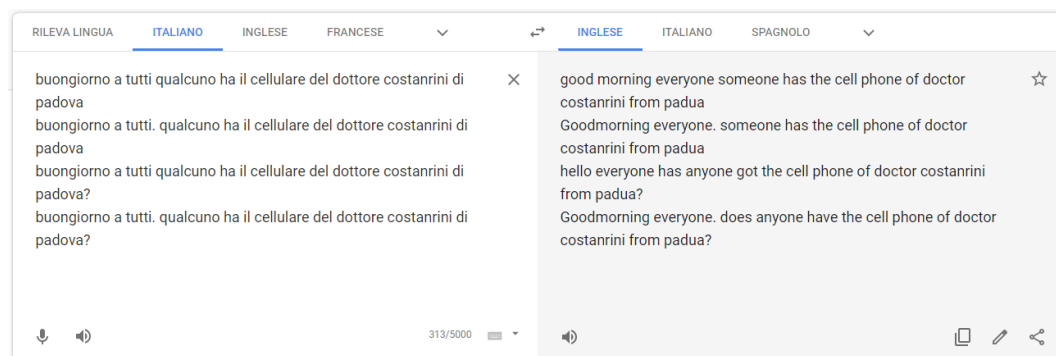 RILEVA LINGUA ITALIANO INGLESE FRANCESE
INGLESE ITALIANO SPAGNOLO
buongiorno a tutti qualcuno ha il cellulare del dottore costanrini di
padova
buongiorno a tutti. qualcuno ha il cellulare del dottore costanrini di
padova
buongiorno a tutti qualcuno ha il cellulare del dottore costanrini di
padova?
buongiorno a tutti. qualcuno ha il cellulare del dottore costanrini di
padova?
313/5000
good morning everyone someone has the cell phone of doctor
costanrini from padua
Goodmorning everyone. someone has the cell phone of doctor
costanrini from padua
hello everyone has anyone got the cell phone of doctor costanrini
from padua?
Goodmorning everyone. does anyone have the cell phone of doctor
costanrini from padua?